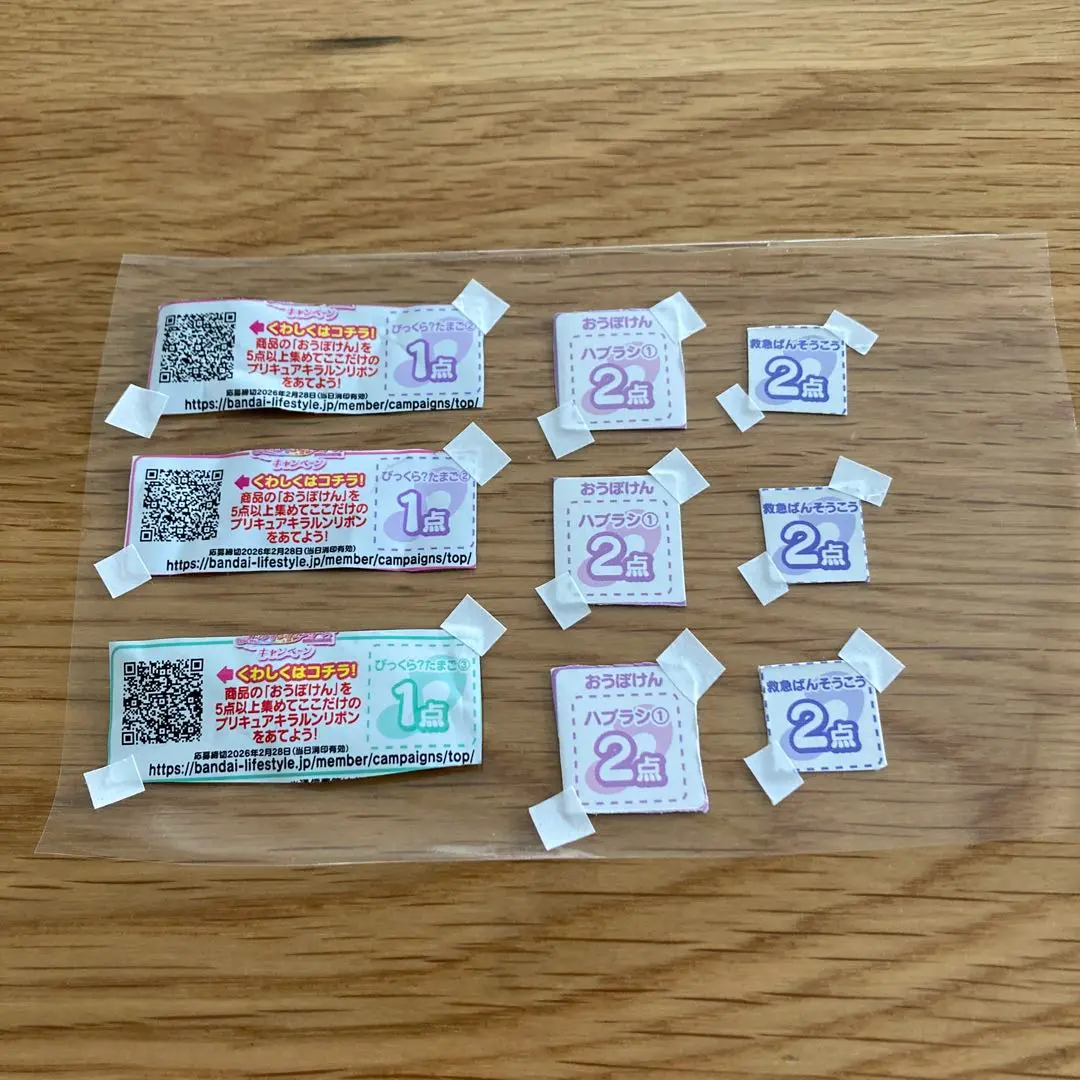 キャンペーン
くわしくはコチラ!
商品の「おうぼけん」を
5点以上集めてここだけの
プリキュアキラルンリボン
をあてよう!
応募締切2026年2月28日(当日消印有効)
https://bandai-lifestyle.jp/member/campaigns/top/
びっくら?たまご②
1点
おうぼけん
ハブラシ①
2点
救急ばんそうこう
2点
キャンペーン
くわしくはコチラ!
商品の「おうぼけん」を
5点以上集めてここだけの
プリキュアキラルンリボン
をあてよう!
応募締切2026年2月28日(当日消印有効)
https://bandai-lifestyle.jp/member/campaigns/top/
びっくら?たまご②
1点
おうぼけん
ハブラシ①
2点
救急ばんそうこう
2点
キャンペーン
くわしくはコチラ!
商品の「おうぼけん」を
5点以上集めてここだけの
プリキュアキラルンリボン
をあてよう!
応募締切2026年2月28日(当日消印有効)
https://bandai-lifestyle.jp/member/campaigns/top/
びっくら?たまご③
1点
おうぼけん
ハブラシ①
2点
救急ばんそうこう
2点